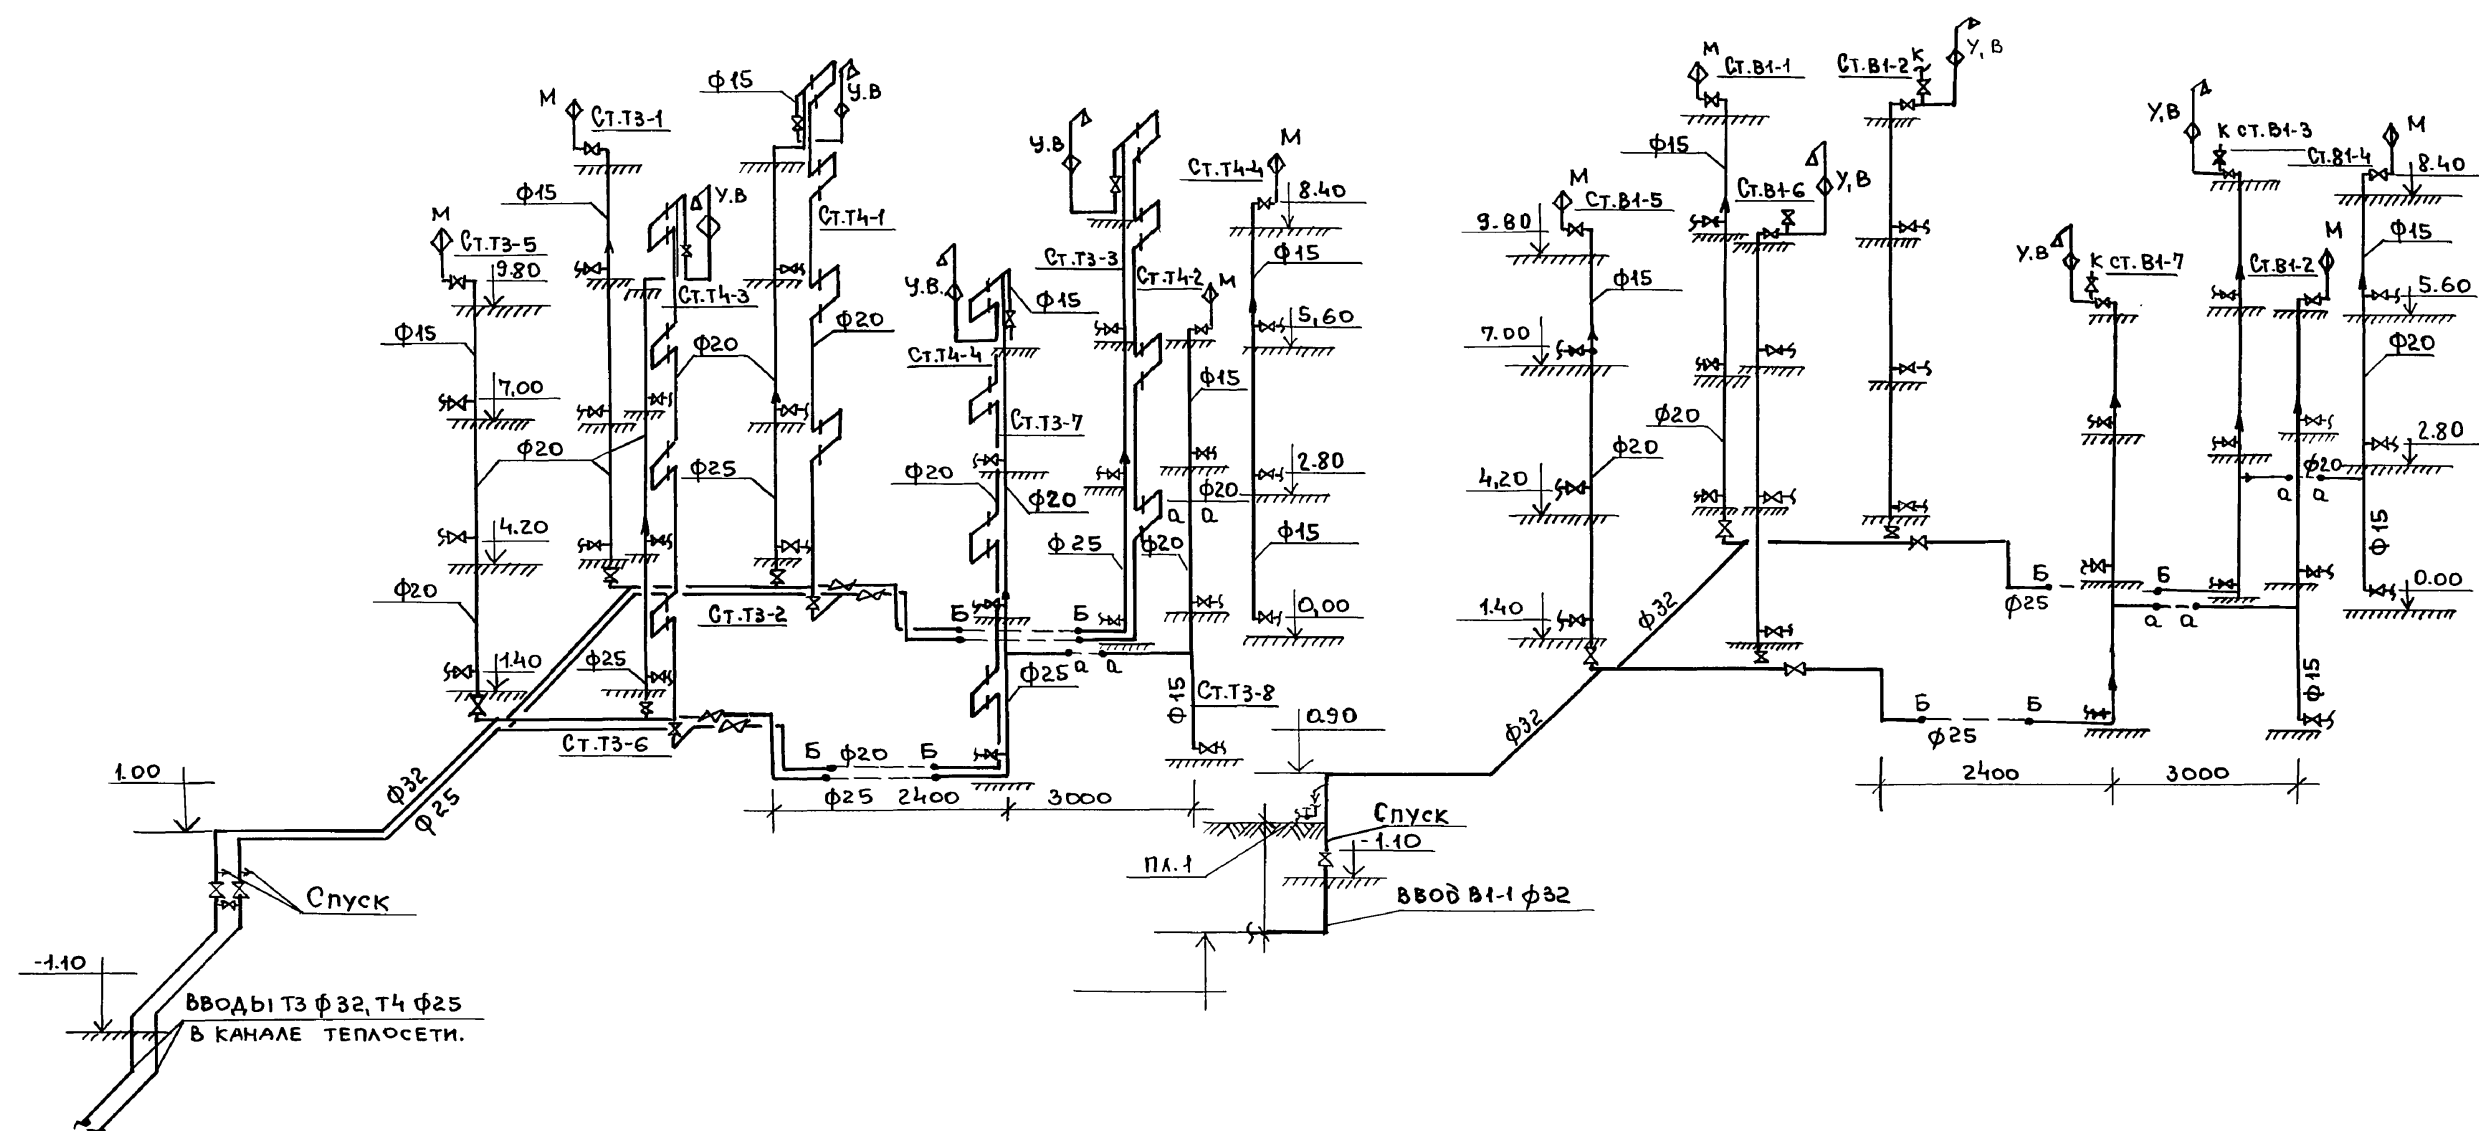 М
Ст.Т3-1
ф15
У.В
ф15
М
Ст.Т3-5
9.80
У.В
Ст.Т4-3
Ст.Т4-1
ф15
7,00
ф20
ф20
ф20
ф25
4.20
ф20
Ст.Т3-2
1.40
ф25
Ст.Т3-6
1.00
ф32
ф25
Спуск
-1.10
ВВОДЫ Т3 ф32, Т4 ф25
В КАНАЛЕ ТЕПЛОСЕТИ.
У.В
Ст.Т4-4
М
8.40
Ст.Т3-3
Ст.Т4-2
М
ф15
У.В.
ф15
5,60
Ст.Т4-4
ф15
Ст.Т3-7
ф20
ф20
ф20
2.80
а а
ф25
ф20
ф15
Б Б
0,00
а а
ф25
ф15
Ст.Т3-8
Б ф20 Б
ф25 2400 3000
М
Ст.В1-1
Ст.В1-2
К
У,В
ф15
М
Ст.В1-5
Ст.В1-6
У,В
9.80
ф15
7.00
ф20
ф20
4,20
1.40
ф32
ф32
0.90
Спуск
-1.10
ПЛ.1
ВВОД В1-1 ф32
У,В
К ст.В1-3
М
Ст.В1-4
8.40
ф15
М
У.В
К ст.В1-7
Ст.В1-2
5.60
ф20
2.80
ф20
а а
ф15
Б Б
ф25
0.00
а а
ф15
Б Б
ф25
2400 3000